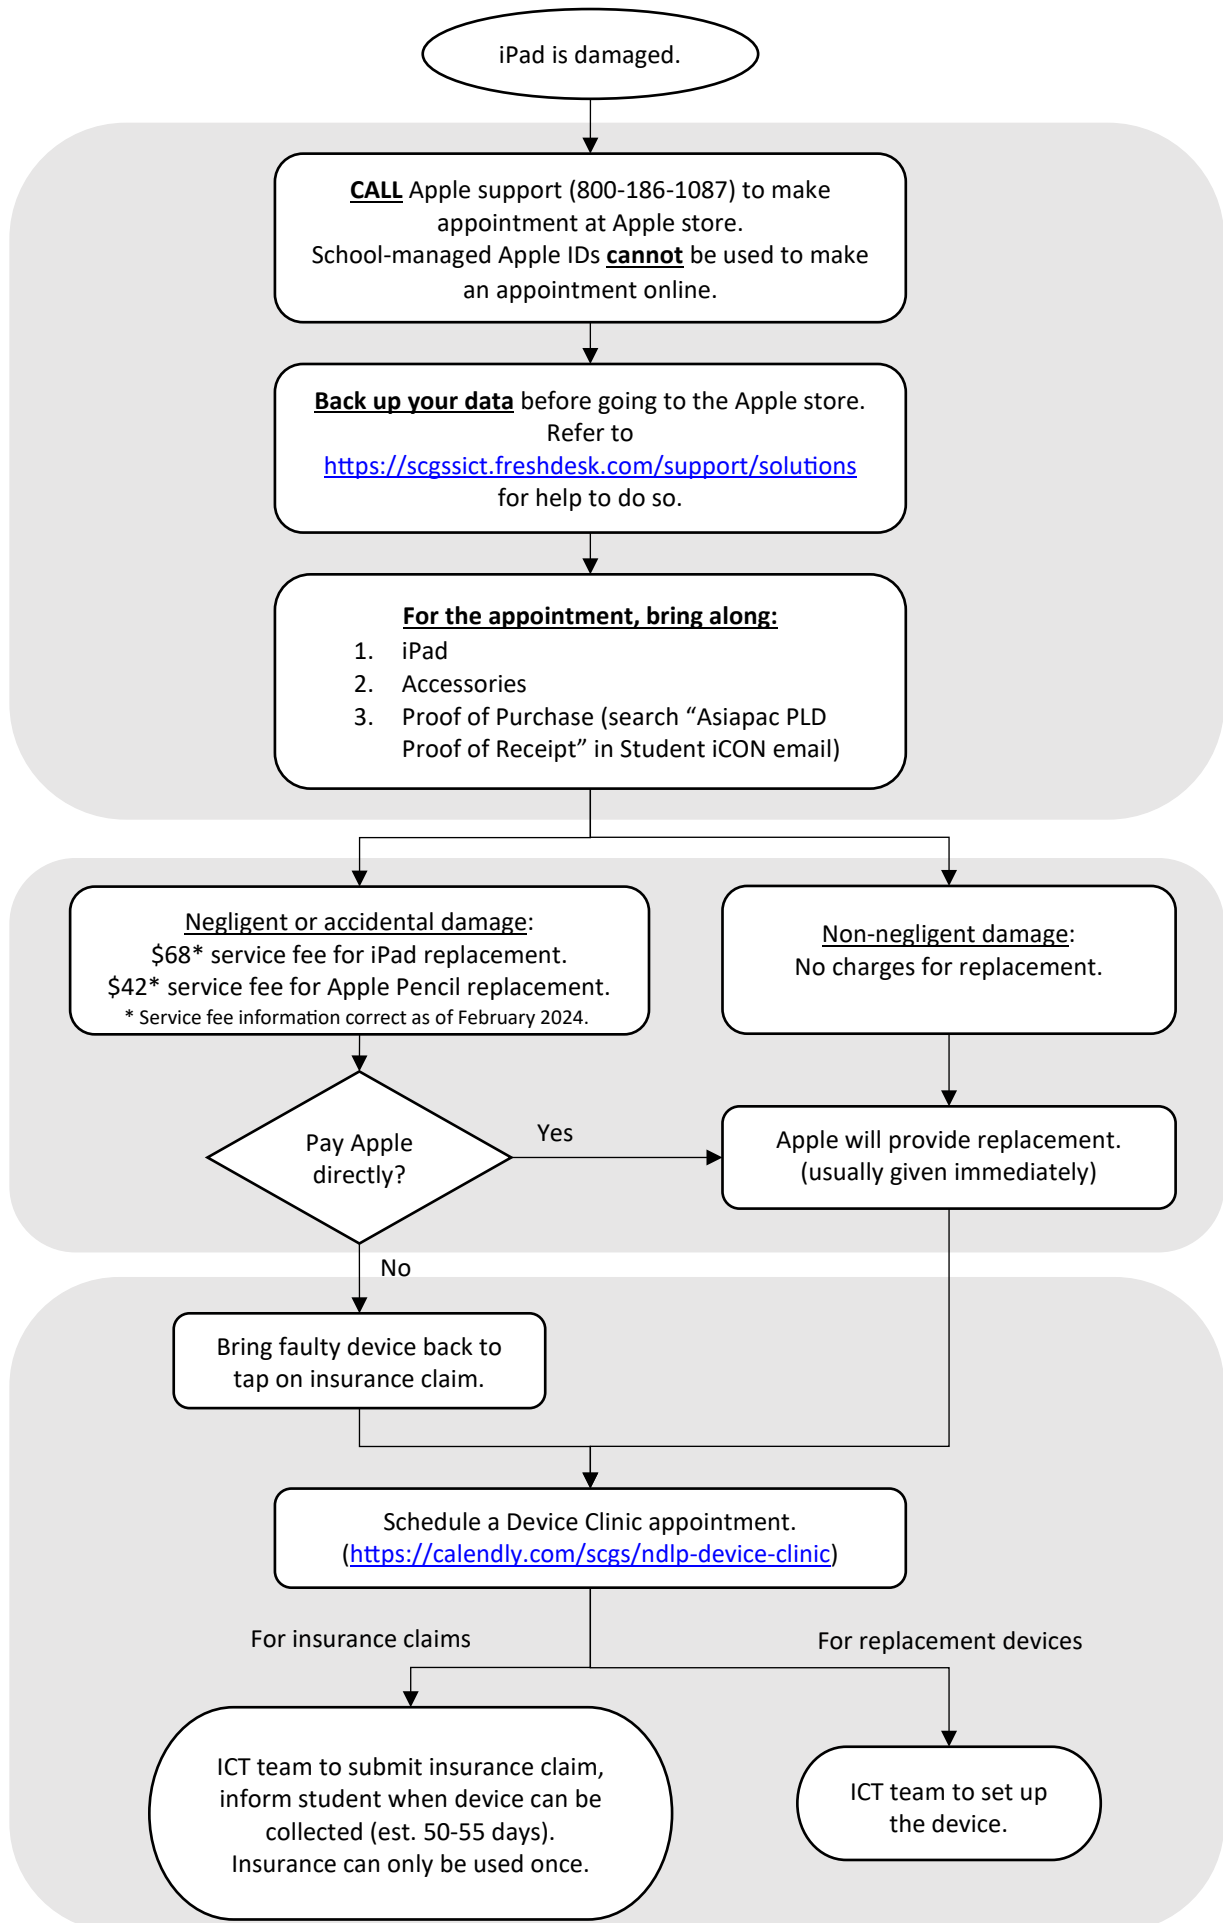 iPad is damaged.
CALL Apple support (800-186-1087) to make
appointment at Apple store.
School-managed Apple IDs cannot be used to make
an appointment online.
Back up your data before going to the Apple store.
Refer to
https://scgssict.freshdesk.com/support/solutions
for help to do so.
For the appointment, bring along:
1. iPad
2. Accessories
3. Proof of Purchase (search “Asiapac PLD
Proof of Receipt” in Student iCON email)
Negligent or accidental damage:
$68* service fee for iPad replacement.
$42* service fee for Apple Pencil replacement.
* Service fee information correct as of February 2024.
Non-negligent damage:
No charges for replacement.
Pay Apple
directly?
Yes
Apple will provide replacement.
(usually given immediately)
No
Bring faulty device back to
tap on insurance claim.
Schedule a Device Clinic appointment.
(https://calendly.com/scgs/ndlp-device-clinic)
For insurance claims
For replacement devices
ICT team to submit insurance claim,
inform student when device can be
collected (est. 50-55 days).
Insurance can only be used once.
ICT team to set up
the device.